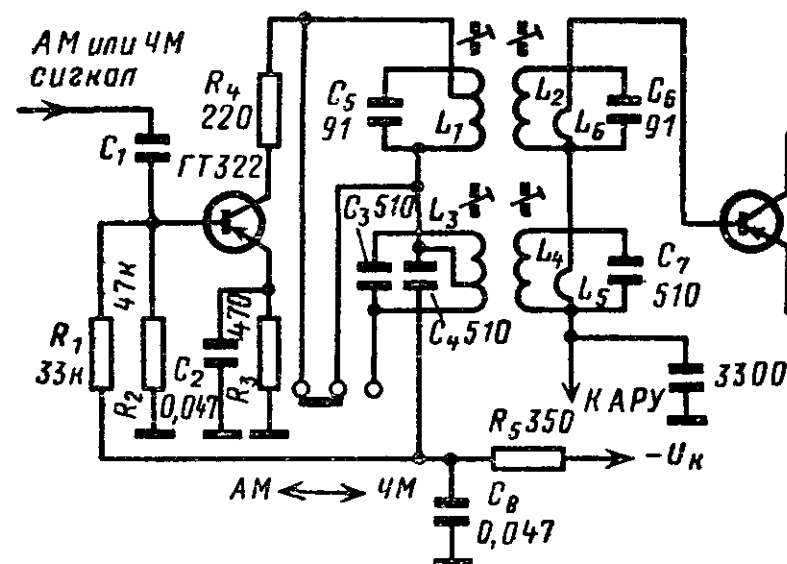 АМ или ЧМ
сигнал
C₁
R₄
220
ГТ322
C₅
91
L₁
L₂
L₆
C₆
91
C₃ 510
L₃
L₄
L₅
C₇
510
C₄ 510
47к
R₁
33к
R₂
C₂
0,047
470
R₃
К АРУ
3300
R₅ 350
-Uк
АМ ЧМ
C₈
0,047